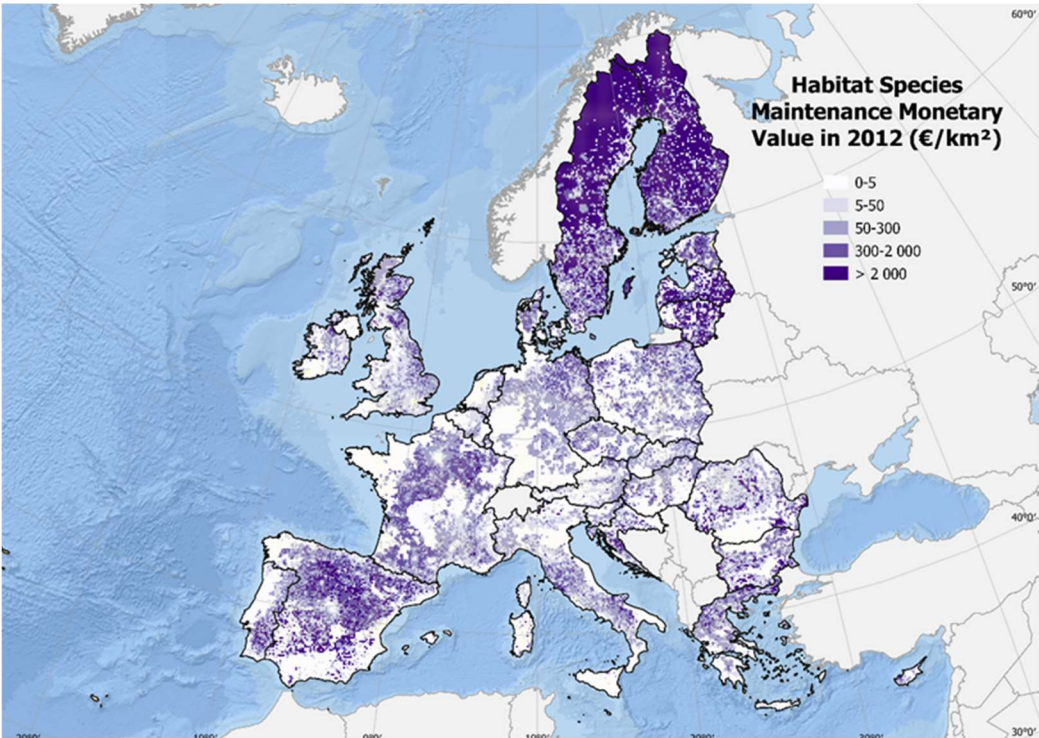 60°0'
Habitat Species
Maintenance Monetary
Value in 2012 (€/km²)
0-5
5-50
50-300
300-2 000
> 2 000
50°0'
40°0'
30°0'